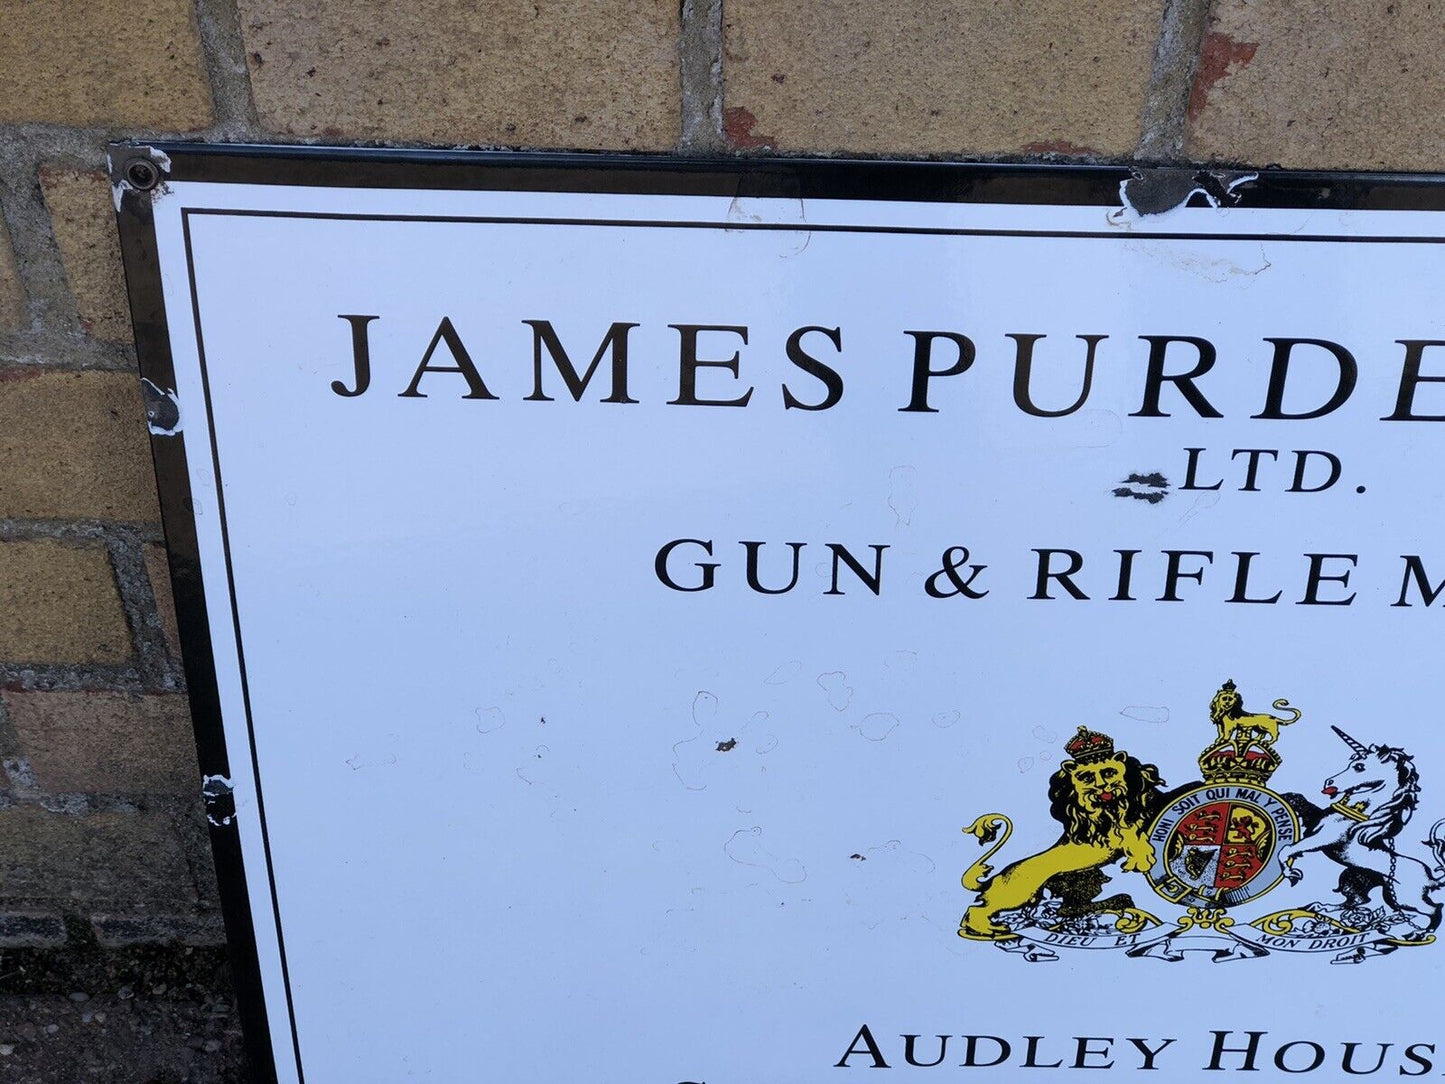 JAMES PURDE
LTD.
GUN & RIFLE M
HONI SOIT QUI MAL Y PENSE
DIEU ET MON DROIT
AUDLEY HOUS